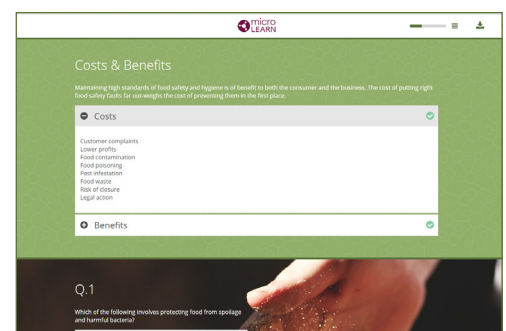 micro
LEARN
Costs & Benefits
Maintaining high standards of food safety and hygiene is of benefit to both the consumer and the business. The cost of putting right
food safety faults far out-weighs the cost of preventing them in the first place.
Costs
Customer complaints
Lower profits
Food contamination
Food poisoning
Pest infestation
Food waste
Risk of closure
Legal action
Benefits
Q.1
Which of the following involves protecting food from spoilage
and harmful bacteria?